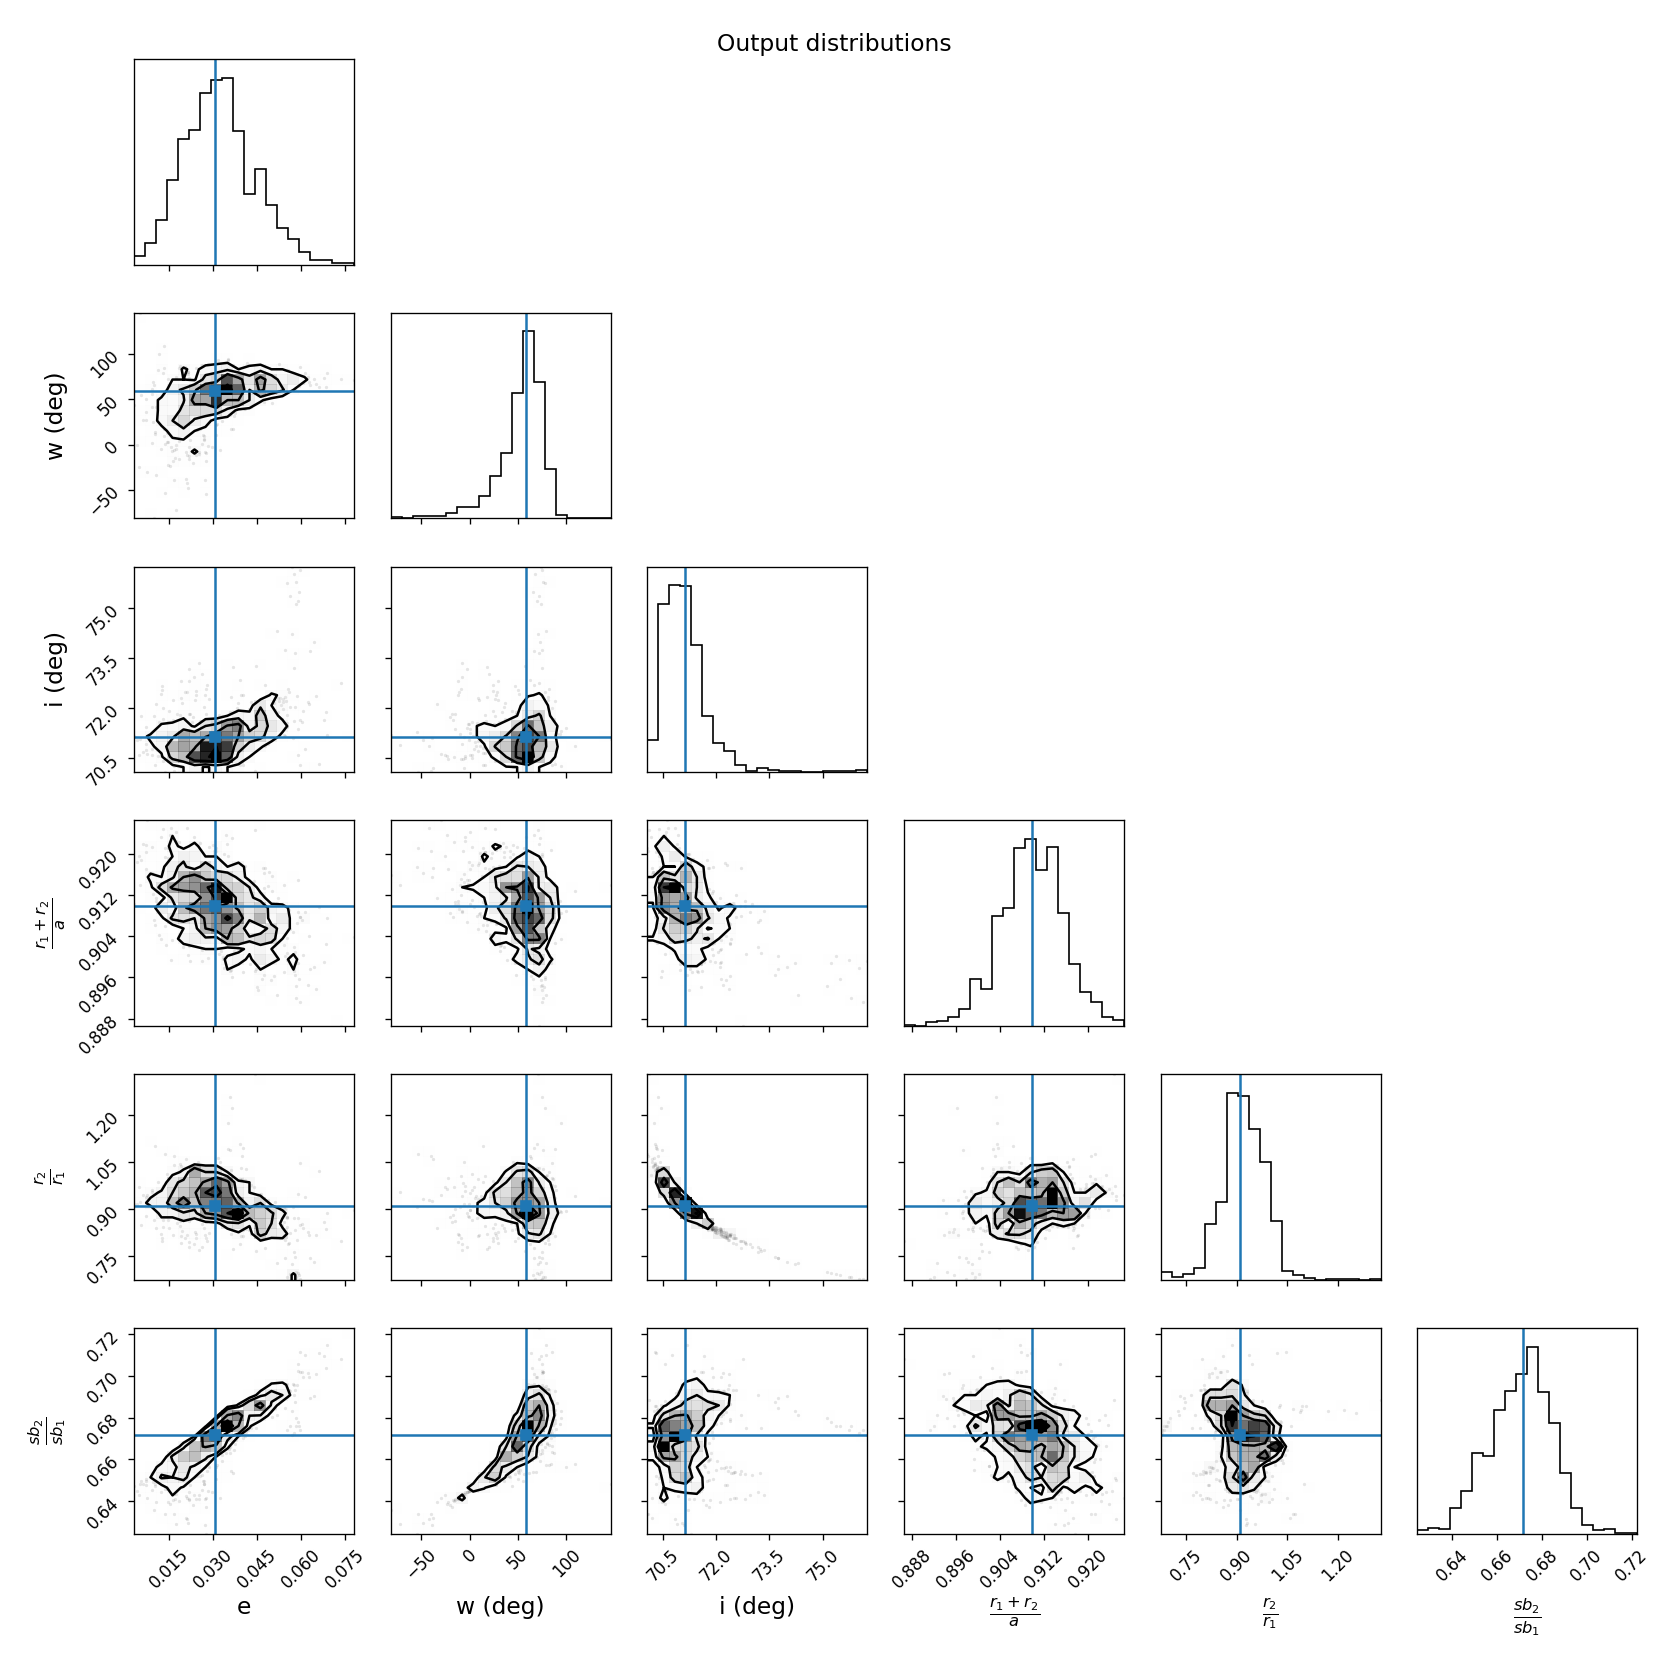 Output distributions
w (deg)
100
50
0
−50
i (deg)
75.0
73.5
72.0
70.5
r₁ + r₂
a
0.920
0.912
0.904
0.896
0.888
r₂
r₁
1.20
1.05
0.90
0.75
sb₂
sb₁
0.72
0.70
0.68
0.66
0.64
0.015 0.030 0.045 0.060 0.075 −50 0 50 100 70.5 72.0 73.5 75.0 0.888 0.896 0.904 0.912 0.920 0.75 0.90 1.05 1.20 0.64 0.66 0.68 0.70 0.72
e
w (deg)
i (deg)
r₁ + r₂
a
r₂
r₁
sb₂
sb₁